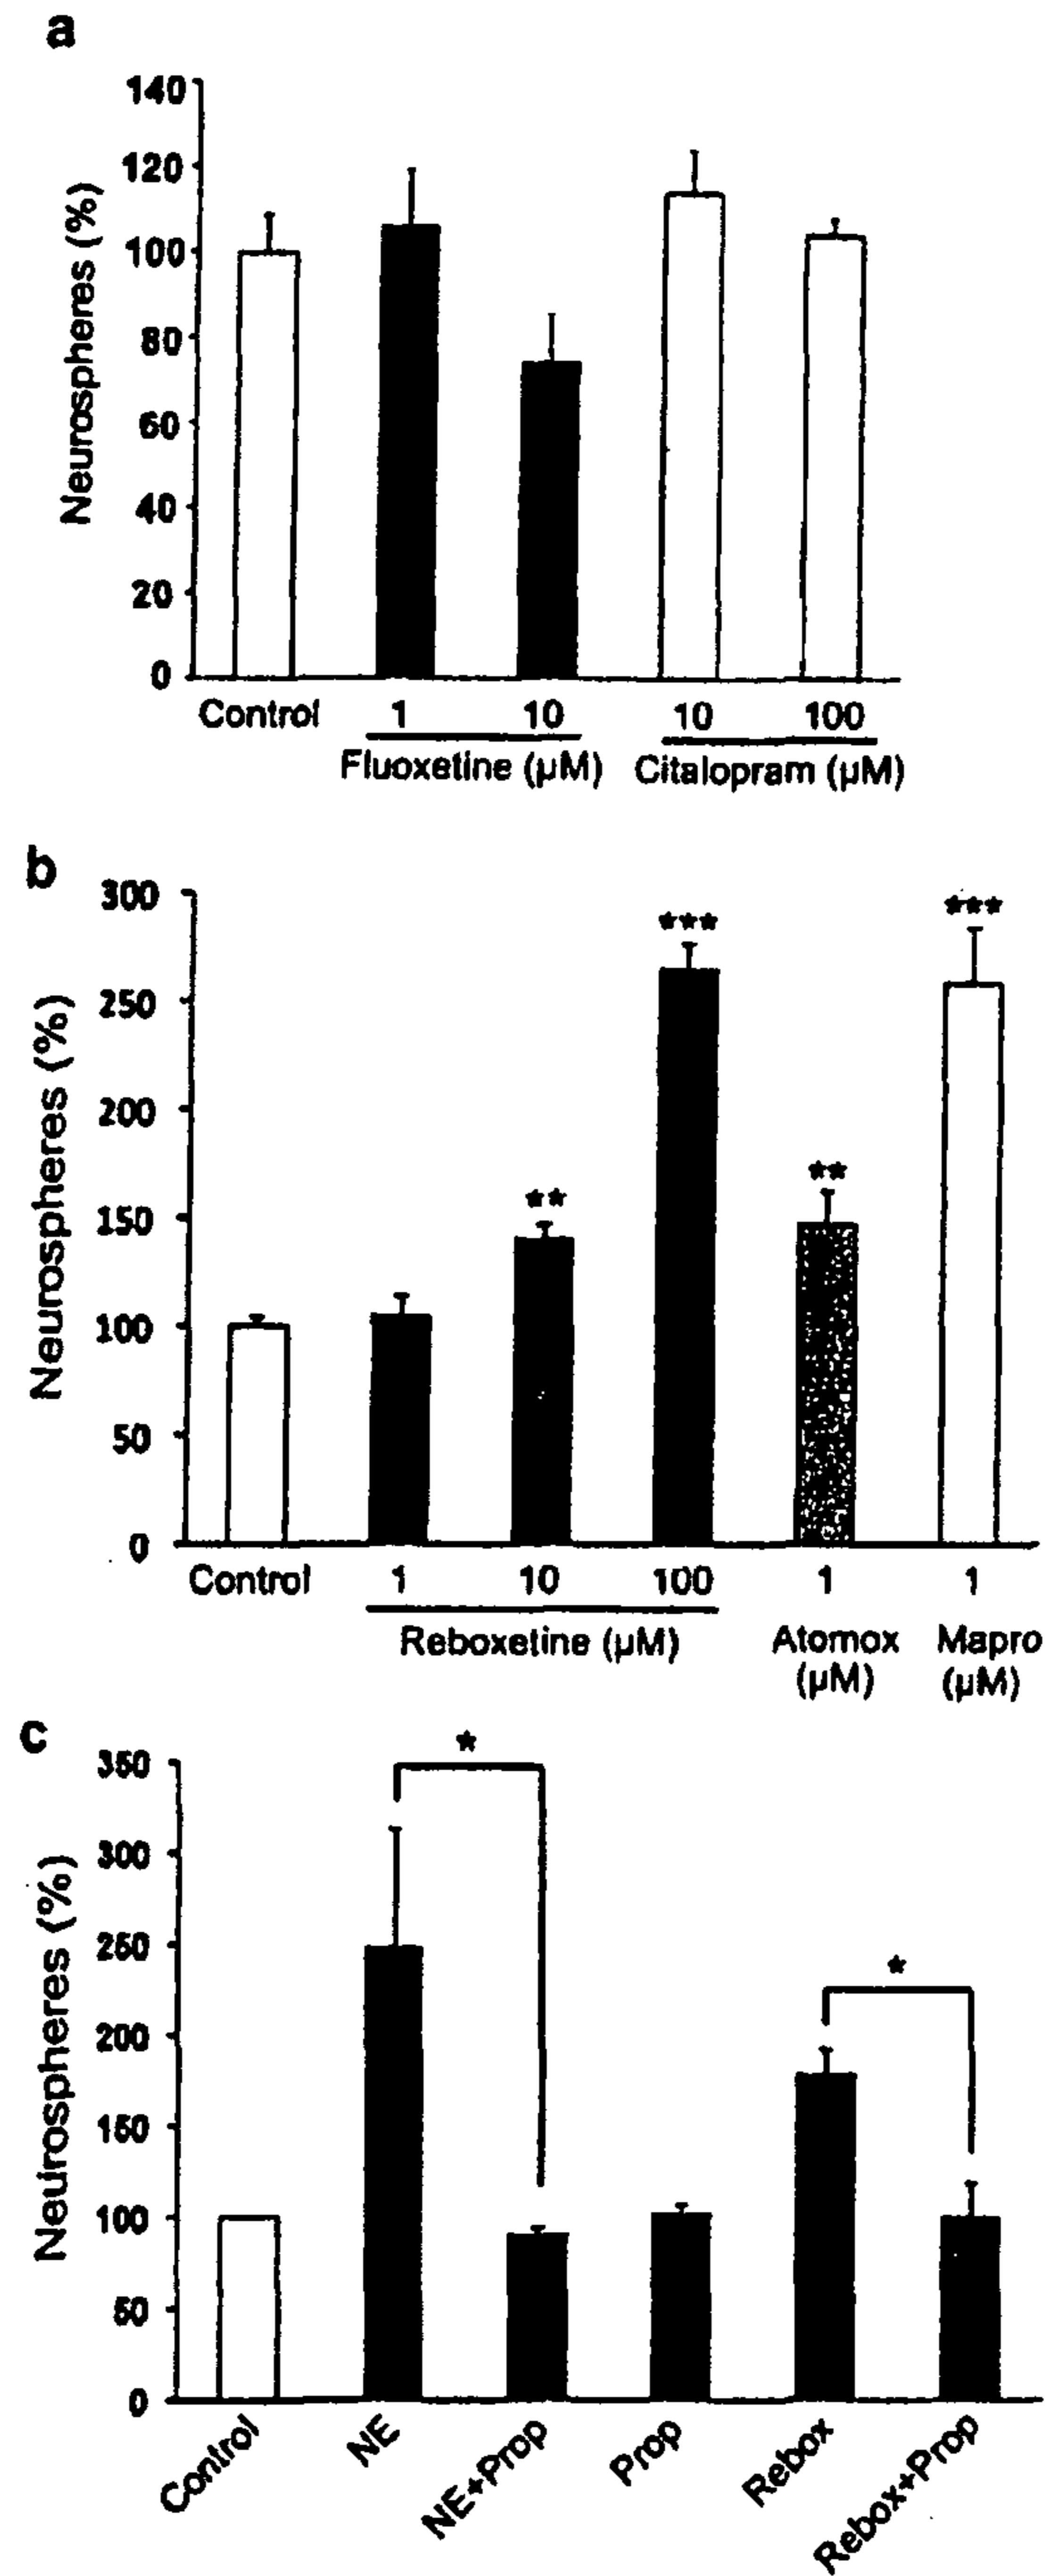 a
140
120
100
80
60
40
20
0
Neurospheres (%)
Control 1 10 10 100
Fluoxetine (µM) Citalopram (µM)
b
300
250
200
150
100
50
0
Neurospheres (%)
*** ***
** **
Control 1 10 100 1 1
Reboxetine (µM) Atomox Mapro
(µM) (µM)
c
350
300
250
200
150
100
50
0
Neurospheres (%)
*
*
Control NE NE+Prop Prop Rebox Rebox+Prop